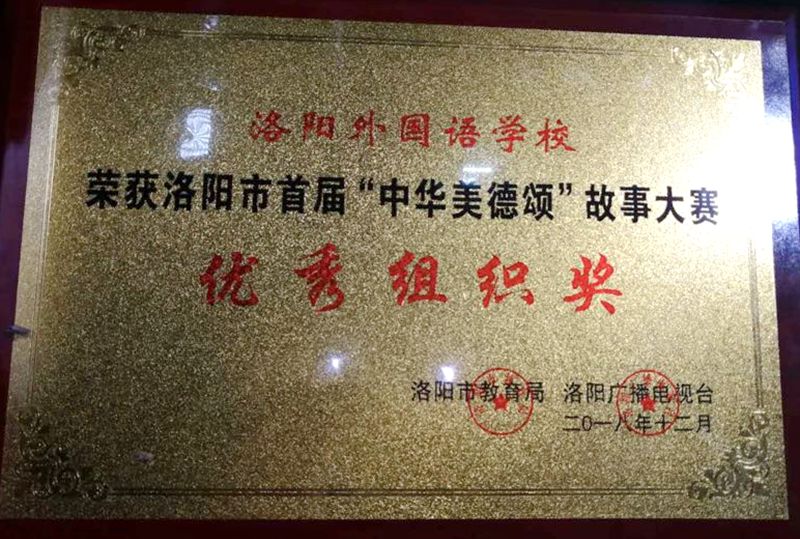 洛阳外国语学校
荣获洛阳市首届“中华美德颂”故事大赛
优秀组织奖
洛阳市教育局 洛阳广播电视台
二0一八年十二月